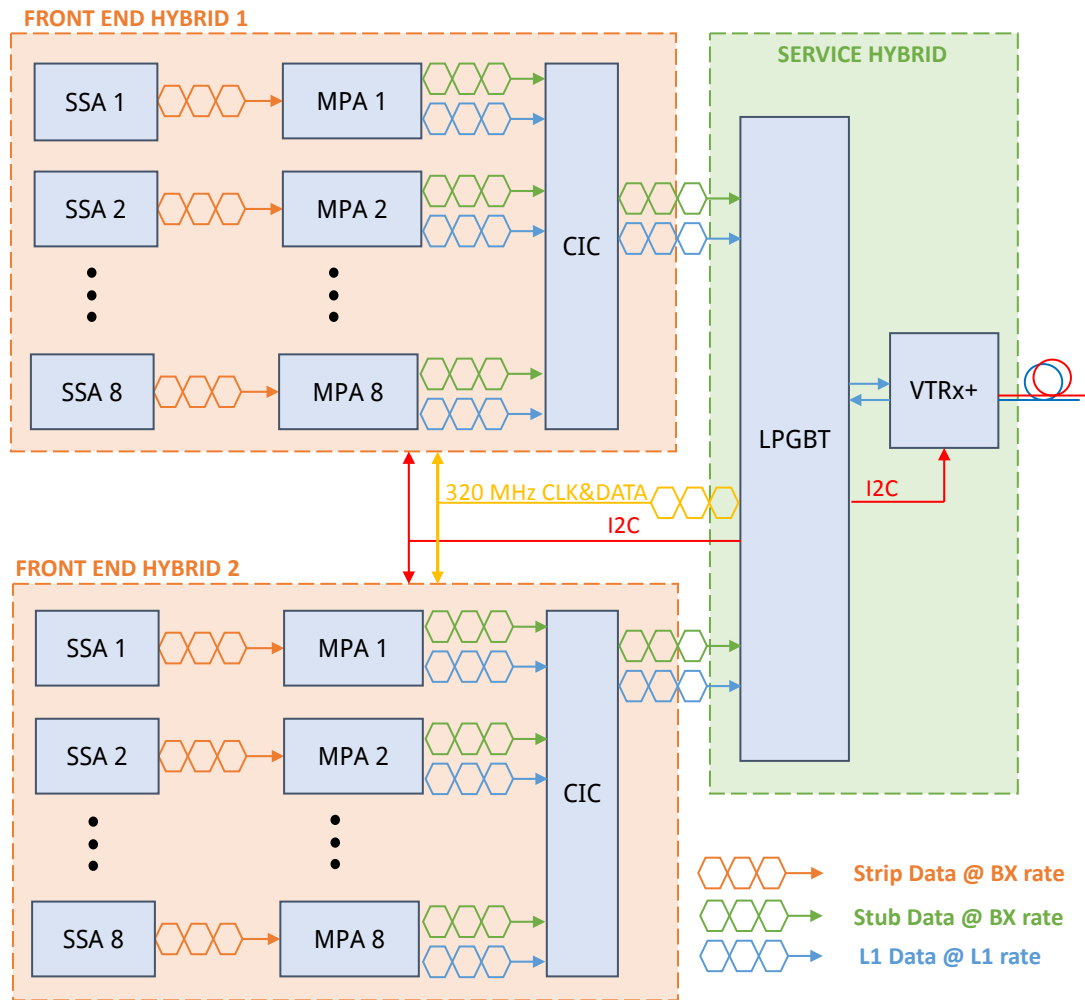 FRONT END HYBRID 1
SERVICE HYBRID
SSA 1
MPA 1
SSA 2
MPA 2
CIC
SSA 8
MPA 8
LPGBT
VTRx+
320 MHz CLK&DATA
I2C
I2C
FRONT END HYBRID 2
SSA 1
MPA 1
SSA 2
MPA 2
CIC
SSA 8
MPA 8
Strip Data @ BX rate
Stub Data @ BX rate
L1 Data @ L1 rate